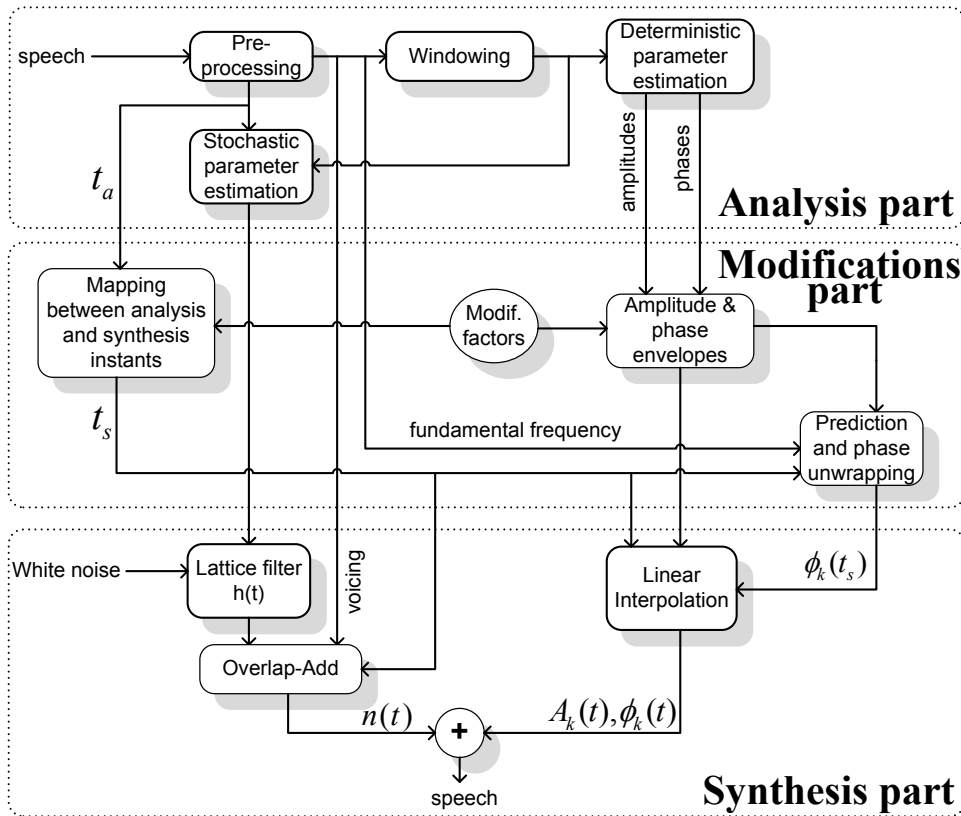 speech
Pre-
processing
Windowing
Deterministic
parameter
estimation
Stochastic
parameter
estimation
amplitudes
phases
t_a
Analysis part
Modifications
part
Mapping
between analysis
and synthesis
instants
Modif.
factors
Amplitude &
phase
envelopes
t_s
fundamental frequency
Prediction
and phase
unwrapping
White noise
Lattice filter
h(t)
voicing
Linear
Interpolation
ϕ_k(t_s)
Overlap-Add
n(t)
+
A_k(t),ϕ_k(t)
speech
Synthesis part